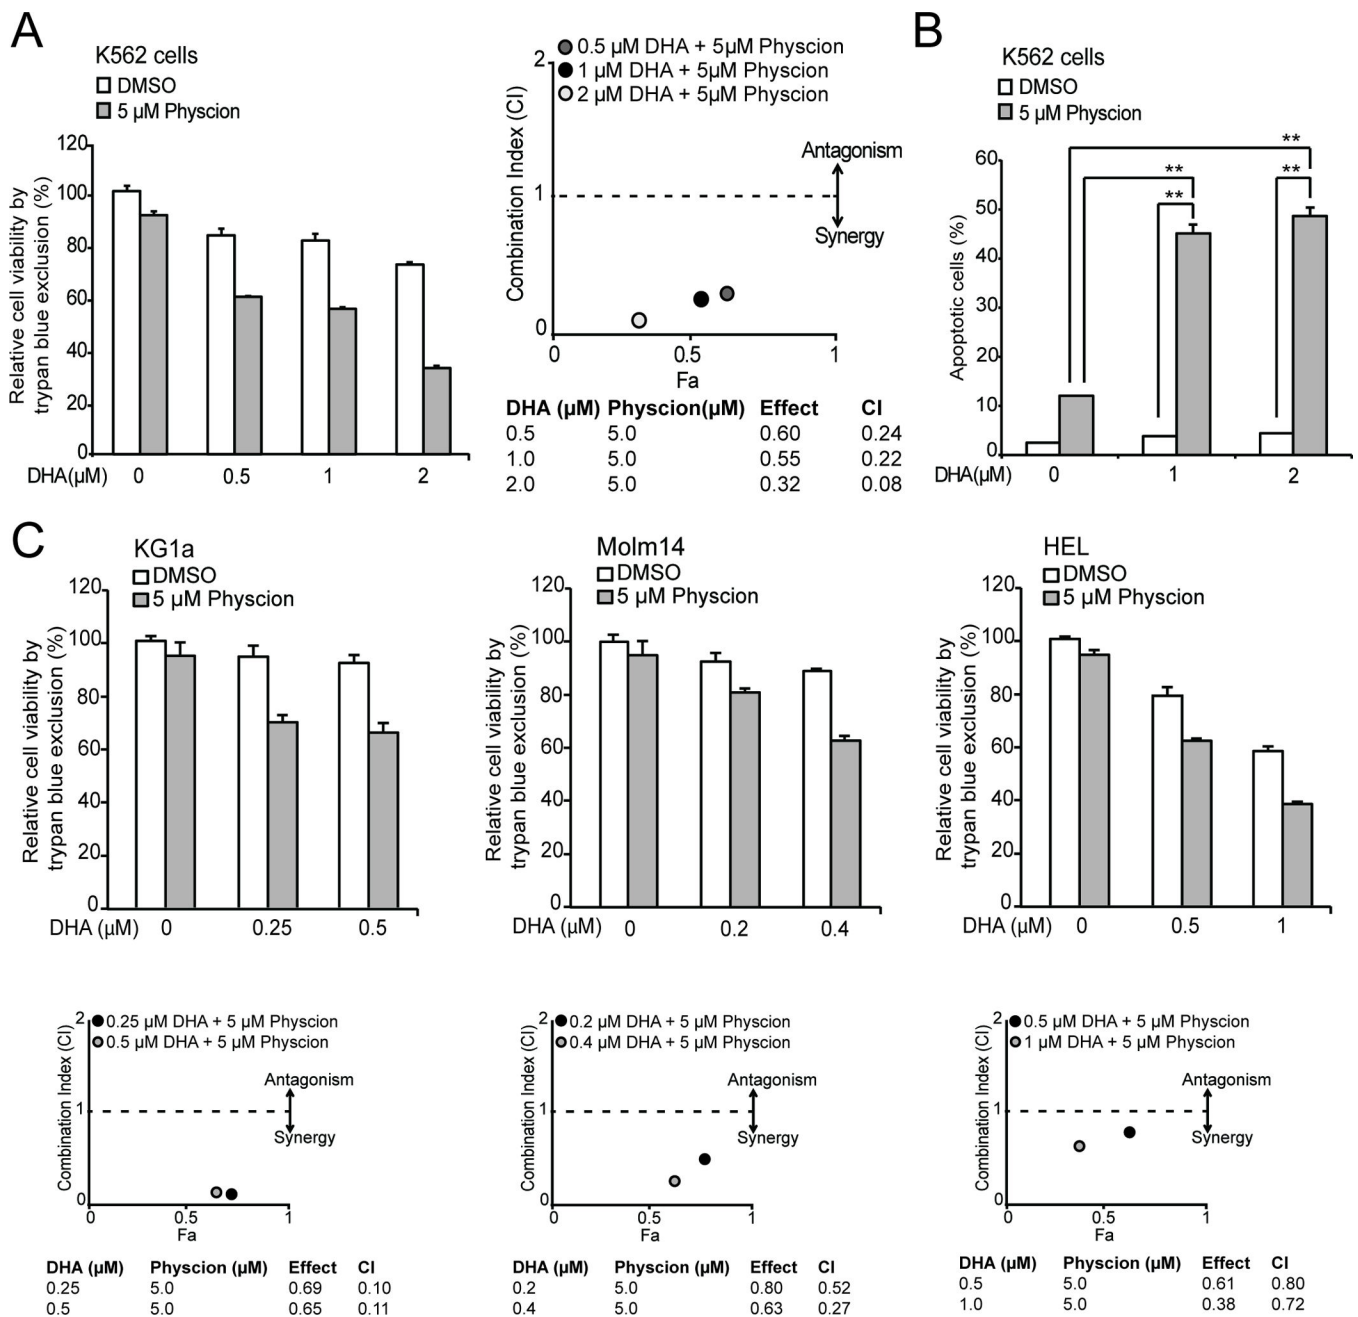 A
K562 cells
DMSO
5 µM Physcion
Relative cell viability by
trypan blue exclusion (%)
120
100
80
60
40
20
0
DHA(µM) 0 0.5 1 2
0.5 µM DHA + 5µM Physcion
1 µM DHA + 5µM Physcion
2 µM DHA + 5µM Physcion
Combination Index (CI)
2
1
0
Antagonism
Synergy
0 0.5 1
Fa
DHA (µM) Physcion(µM) Effect CI
0.5 5.0 0.60 0.24
1.0 5.0 0.55 0.22
2.0 5.0 0.32 0.08
B
K562 cells
DMSO
5 µM Physcion
Apoptotic cells (%)
60
50
40
30
20
10
0
**
** **
**
DHA(µM) 0 1 2
C
KG1a
DMSO
5 µM Physcion
Relative cell viability by
trypan blue exclusion (%)
120
100
80
60
40
20
0
DHA (µM) 0 0.25 0.5
Molm14
DMSO
5 µM Physcion
Relative cell viability by
trypan blue exclusion (%)
120
100
80
60
40
20
0
DHA (µM) 0 0.2 0.4
HEL
DMSO
5 µM Physcion
Relative cell viability by
trypan blue exclusion (%)
120
100
80
60
40
20
0
DHA (µM) 0 0.5 1
0.25 µM DHA + 5 µM Physcion
0.5 µM DHA + 5 µM Physcion
Combination Index (CI)
2
1
0
Antagonism
Synergy
0 0.5 1
Fa
DHA (µM) Physcion (µM) Effect CI
0.25 5.0 0.69 0.10
0.5 5.0 0.65 0.11
0.2 µM DHA + 5 µM Physcion
0.4 µM DHA + 5 µM Physcion
Combination Index (CI)
2
1
0
Antagonism
Synergy
0 0.5 1
Fa
DHA (µM) Physcion (µM) Effect CI
0.2 5.0 0.80 0.52
0.4 5.0 0.63 0.27
0.5 µM DHA + 5 µM Physcion
1 µM DHA + 5 µM Physcion
Combination Index (CI)
2
1
0
Antagonism
Synergy
0 0.5 1
Fa
DHA (µM) Physcion (µM) Effect CI
0.5 5.0 0.61 0.80
1.0 5.0 0.38 0.72